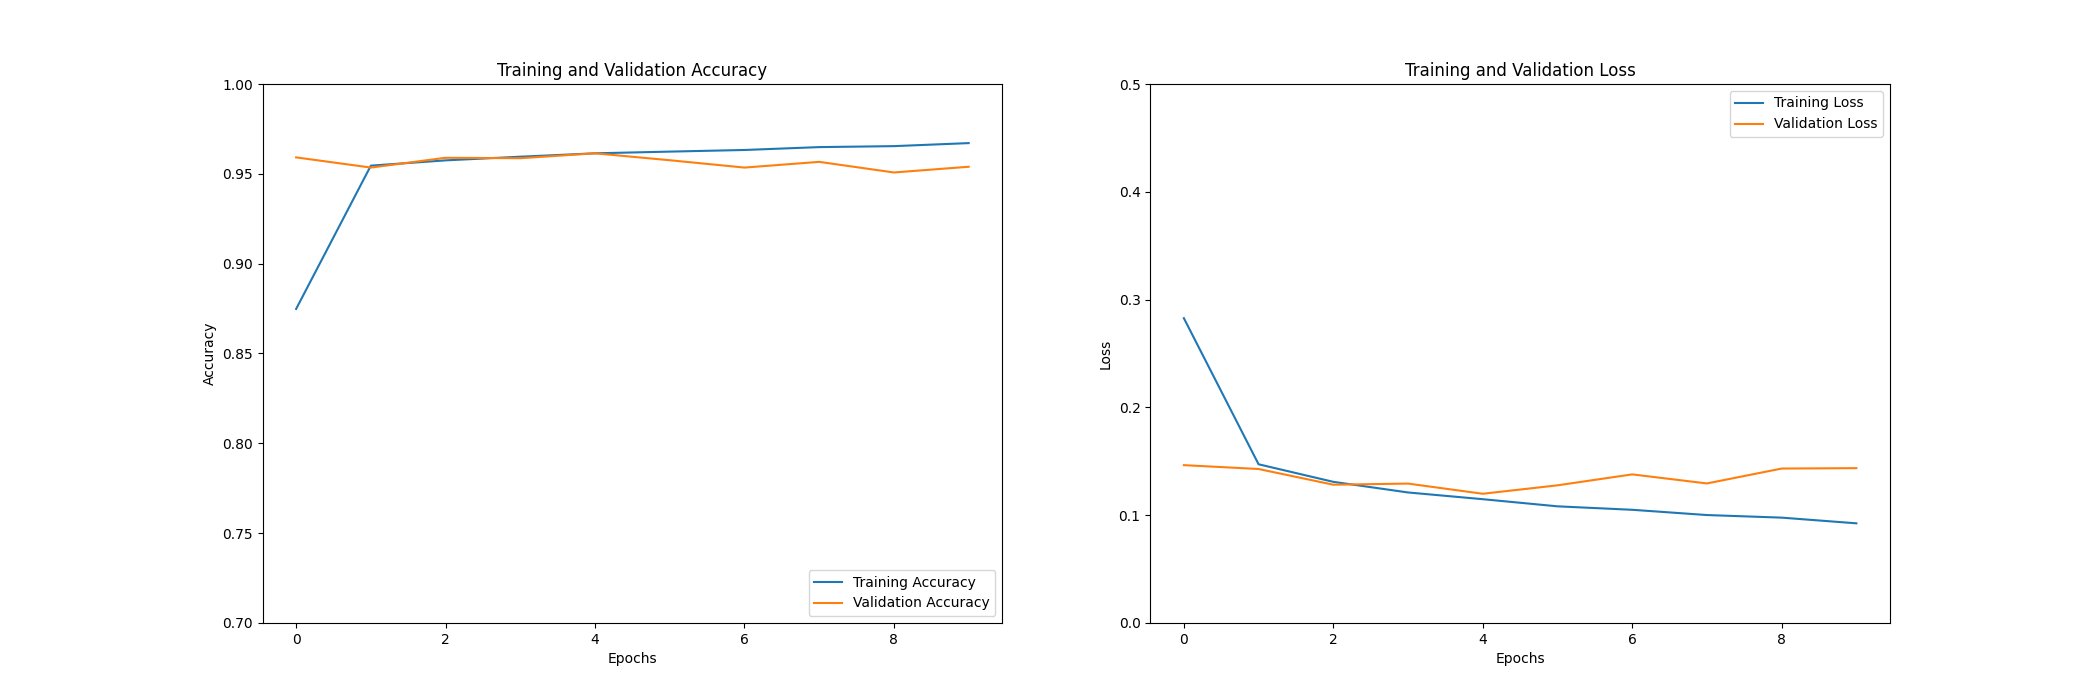 Training and Validation Accuracy
1.00
0.95
0.90
0.85
0.80
0.75
0.70
Accuracy
Training Accuracy
Validation Accuracy
0 2 4 6 8
Epochs
Training and Validation Loss
0.5
0.4
0.3
0.2
0.1
0.0
Loss
Training Loss
Validation Loss
0 2 4 6 8
Epochs